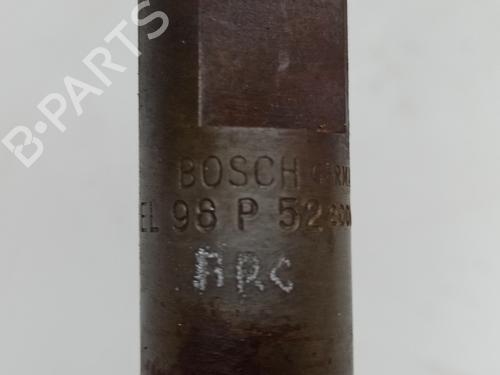 B-PARTS
BOSCH
EL 98 P 52
ARC